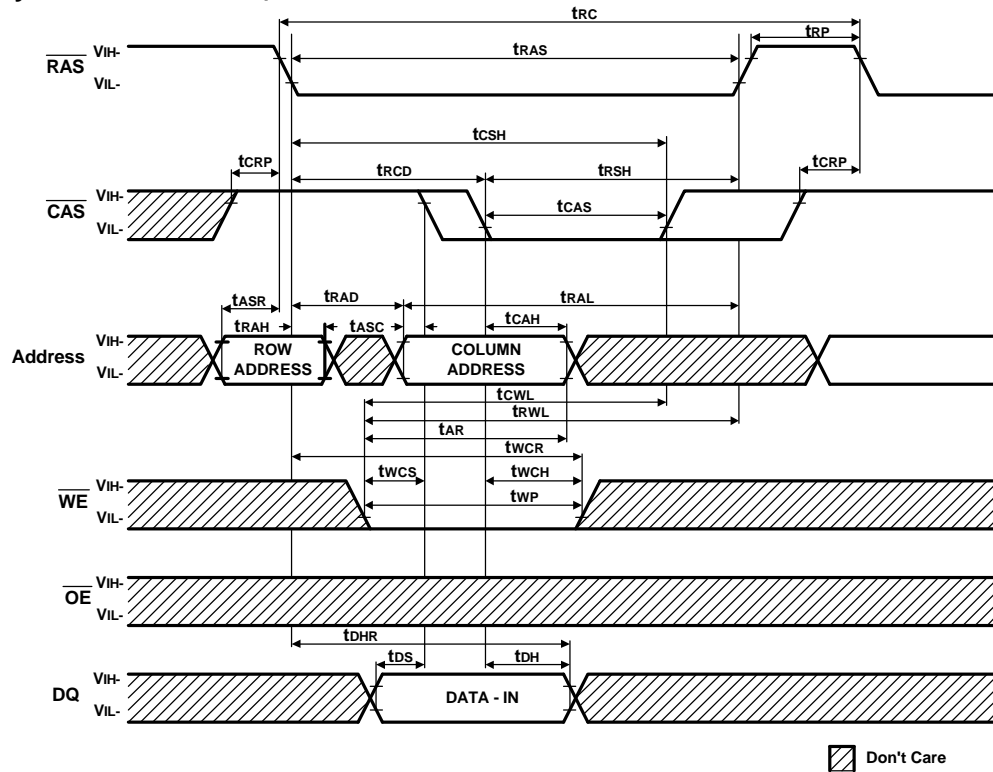 tRC
tRP
VIH-
RAS
tRAS
VIL-
tCSH
tCRP
tRCD
tRSH
tCRP
VIH-
CAS
tCAS
VIL-
tASR
tRAD
tRAL
tRAH
tASC
tCAH
VIH-
Address
ROW
ADDRESS
COLUMN
ADDRESS
VIL-
tCWL
tRWL
tAR
tWCR
tWCS
tWCH
VIH-
WE
tWP
VIL-
VIH-
OE
VIL-
tDHR
tDS
tDH
VIH-
DQ
DATA - IN
VIL-
Don't Care